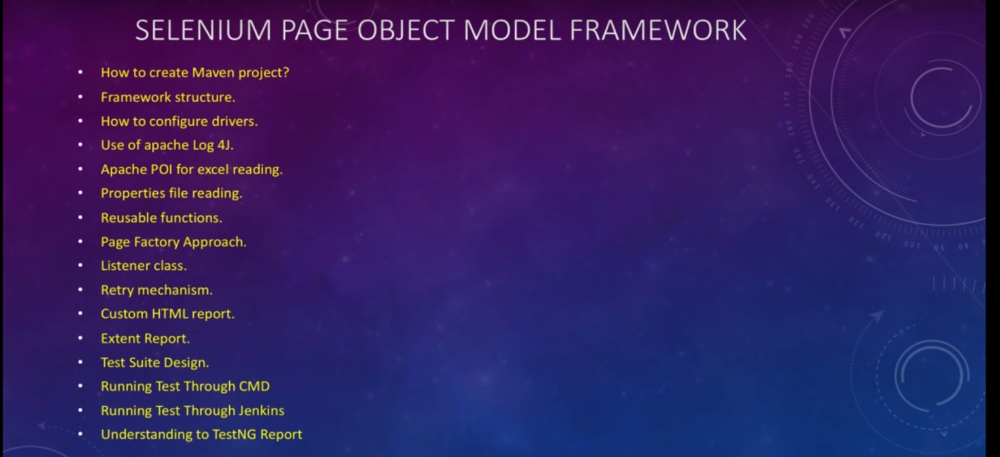 SELENIUM PAGE OBJECT MODEL FRAMEWORK
• How to create Maven project?
• Framework structure.
• How to configure drivers.
• Use of apache Log 4J.
• Apache POI for excel reading.
• Properties file reading.
• Reusable functions.
• Page Factory Approach.
• Listener class.
• Retry mechanism.
• Custom HTML report.
• Extent Report.
• Test Suite Design.
• Running Test Through CMD
• Running Test Through Jenkins
• Understanding to TestNG Report